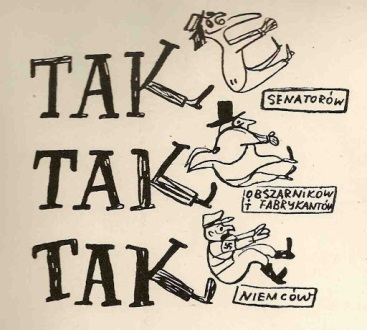 TAK
SENATORÓW
TAK
OBSZARNIKÓW
I FABRYKANTÓW
TAK
NIEMCÓW